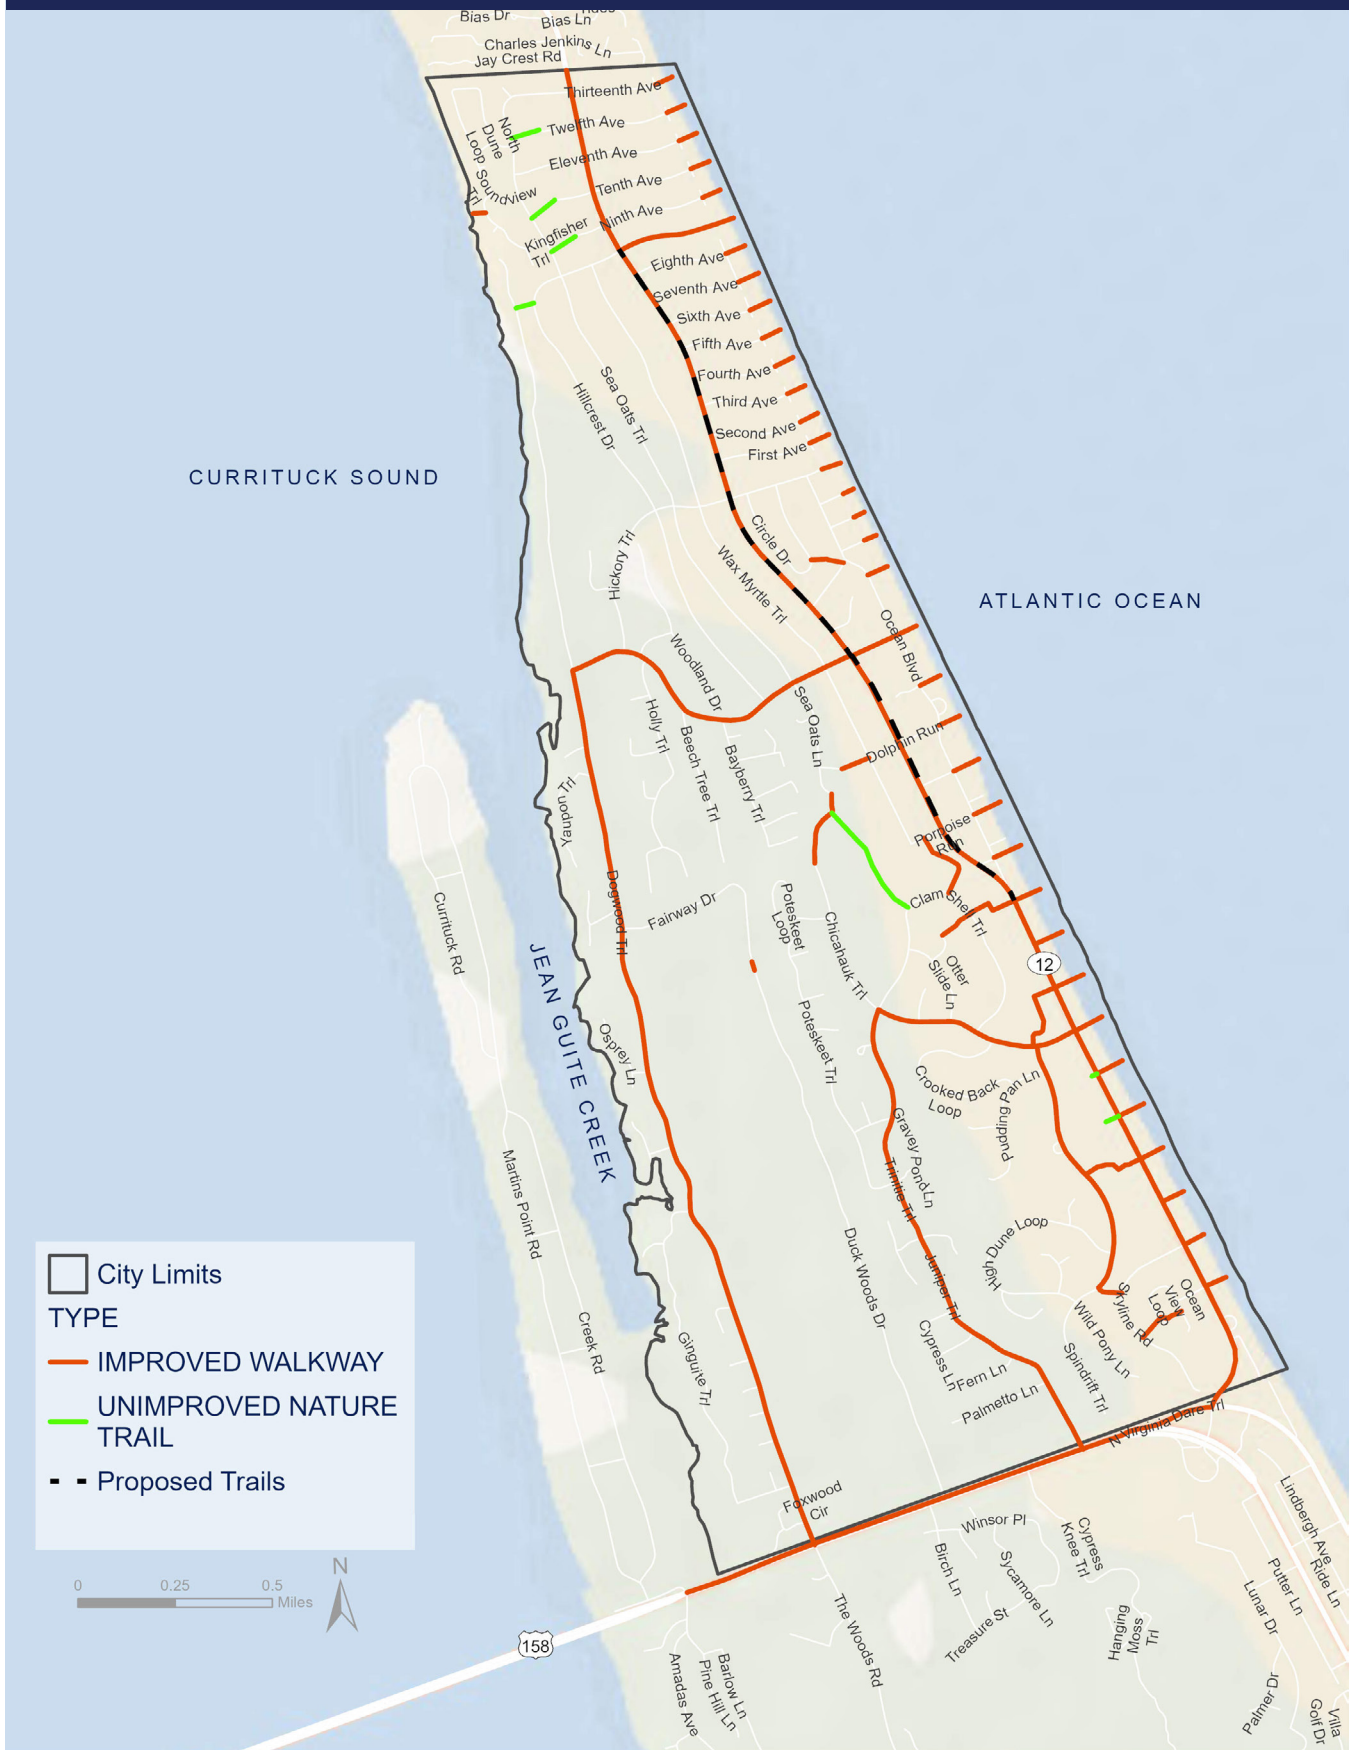 Bias Dr
Bias Ln
Charles Jenkins Ln
Jay Crest Rd
Thirteenth Ave
North
Dune
Loop
Twelfth Ave
Eleventh Ave
Soundview
Trl
Tenth Ave
Ninth Ave
Kingfisher
Trl
Eighth Ave
Seventh Ave
Sixth Ave
Fifth Ave
Fourth Ave
Third Ave
Second Ave
First Ave
Sea Oats Trl
Hillcrest Dr
CURRITUCK SOUND
Circle Dr
Hickory Trl
Wax Myrtle Trl
ATLANTIC OCEAN
Ocean Blvd
Woodland Dr
Sea Oats Ln
Holly Trl
Beech Tree Trl
Bayberry Trl
Dolphin Run
Yaupon Trl
Porpoise
Run
Dogwood Trl
Fairway Dr
Poteskeet
Loop
Clam Shell Trl
Currituck Rd
Chicahauk Trl
JEAN GUITE CREEK
Otter
Slide Ln
12
Osprey Ln
Poteskeet Trl
Crooked Back
Loop
Pudding Pan Ln
Gravey Pond Ln
Trinitie Trl
Martins Point Rd
High Dune Loop
Duck Woods Dr
Juniper Trl
City Limits
TYPE
IMPROVED WALKWAY
UNIMPROVED NATURE
TRAIL
Proposed Trails
Ocean
View
Loop
Skyline Rd
Wild Pony Ln
Creek Rd
Ginguite Trl
Cypress Ln
Spindrift Trl
Fern Ln
Palmetto Ln
N Virginia Dare Trl
Foxwood
Cir
Winsor Pl
Cypress
Knee Trl
Lindbergh Ave
Ride Ln
Birch Ln
Sycamore Ln
Putter Ln
Lunar Dr
N
0
0.25
0.5
Miles
158
The Woods Rd
Treasure St
Hanging
Moss
Trl
Amadas Ave
Barlow Ln
Pine Hill Ln
Palmer Dr
Villa
Golf Dr